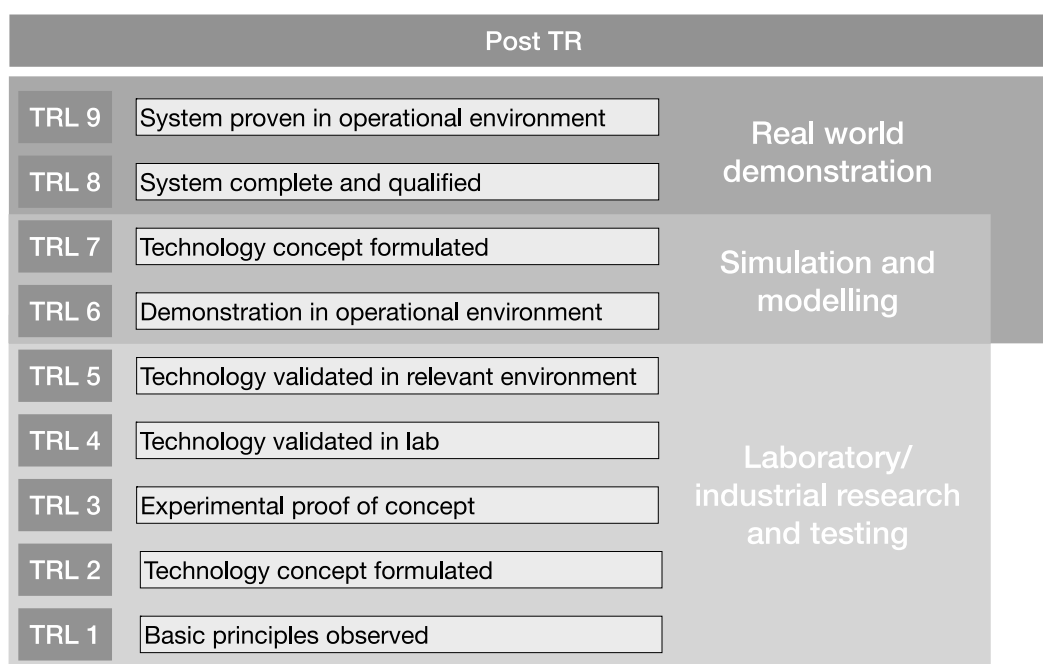 Post TR
TRL 9 System proven in operational environment
TRL 8 System complete and qualified
Real world
demonstration
TRL 7 Technology concept formulated
TRL 6 Demonstration in operational environment
Simulation and
modelling
TRL 5 Technology validated in relevant environment
TRL 4 Technology validated in lab
TRL 3 Experimental proof of concept
TRL 2 Technology concept formulated
TRL 1 Basic principles observed
Laboratory/
industrial research
and testing